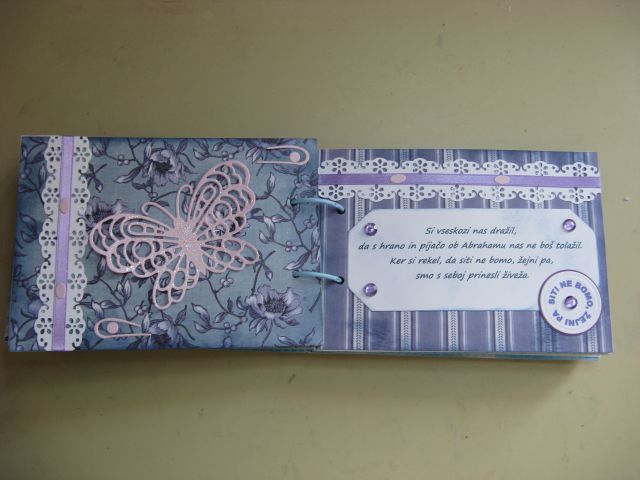 Si vseskozi nas dražil,
da s hrano in pijačo ob Abrahamu nas ne boš tolažil.
Ker si rekel, da siti ne bomo, žejni pa,
smo s seboj prinesli živeža.
SITI NE BOMO ŽEJNI PA